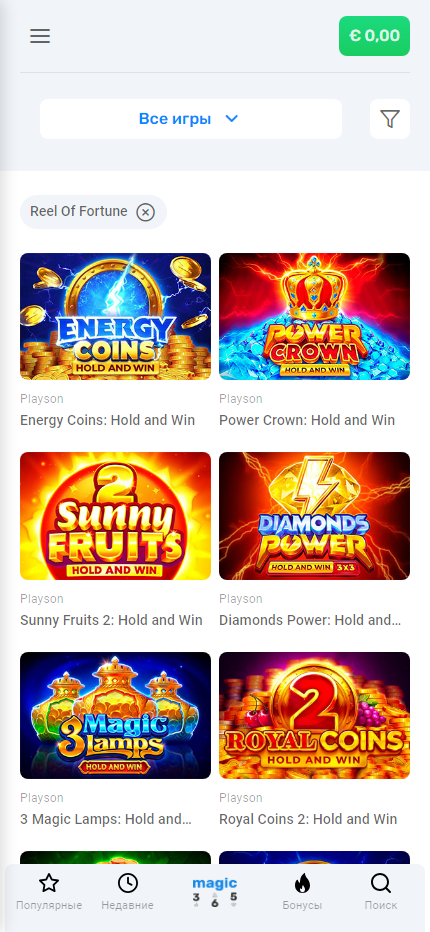 € 0,00
Все игры
Reel Of Fortune
ENERGY
COINS
HOLD AND WIN
POWER
CROWN
HOLD AND WIN
Playson
Energy Coins: Hold and Win
Playson
Power Crown: Hold and Win
2
Sunny
FRUITS
HOLD AND WIN
DIAMONDS
POWER
HOLD AND WIN 3X3
Playson
Sunny Fruits 2: Hold and Win
Playson
Diamonds Power: Hold and...
3 Magic
Lamps
HOLD AND WIN
2
ROYAL COINS
HOLD AND WIN
Playson
3 Magic Lamps: Hold and...
Playson
Royal Coins 2: Hold and Win
Популярные
Недавние
magic
3 6 5
Бонусы
Поиск